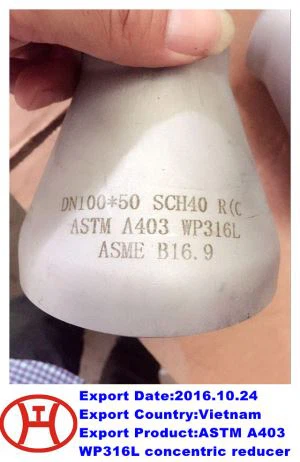 DN100*50 SCH40 R(C
ASTM A403 WP316L
ASME B16.9
Export Date:2016.10.24
Export Country:Vietnam
Export Product:ASTM A403
WP316L concentric reducer